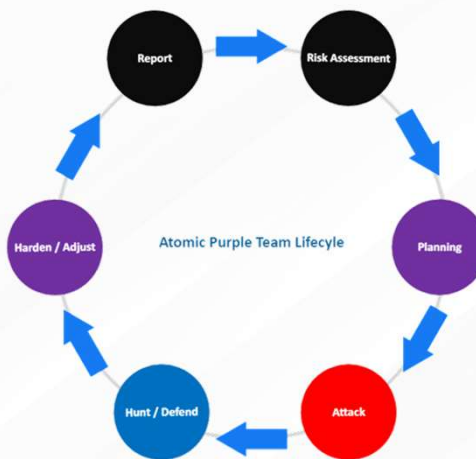 Report
Risk Assessment
Harden / Adjust
Atomic Purple Team Lifecyle
Planning
Hunt / Defend
Attack